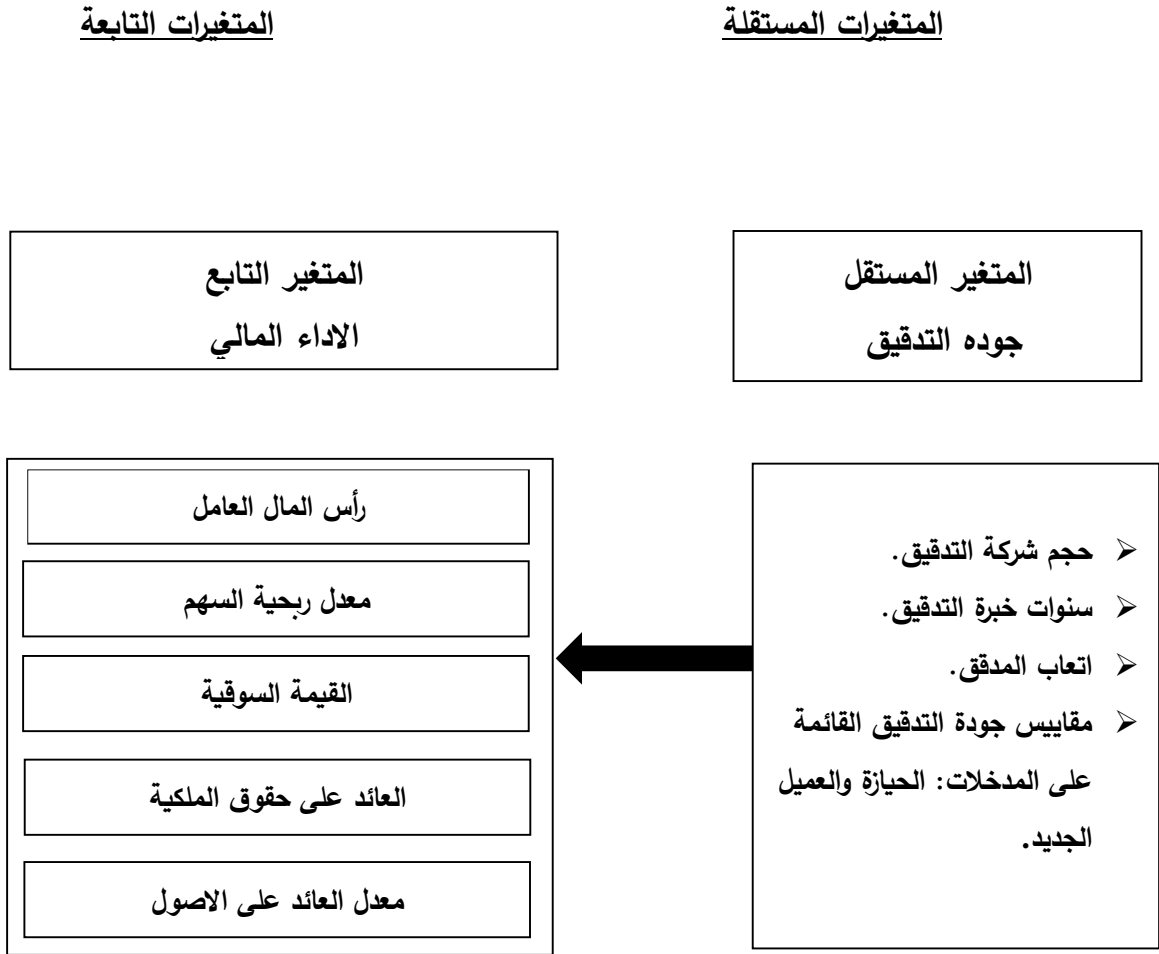 المتغيرات المستقلة
المتغيرات التابعة
المتغير المستقل
جوده التدقيق
المتغير التابع
الاداء المالي
➢ حجم شركة التدقيق.
➢ سنوات خبرة التدقيق.
➢ اتعاب المدقق.
➢ مقاييس جودة التدقيق القائمة
على المدخلات: الحيازة والعميل
الجديد.
رأس المال العامل
معدل ربحية السهم
القيمة السوقية
العائد على حقوق الملكية
معدل العائد على الاصول